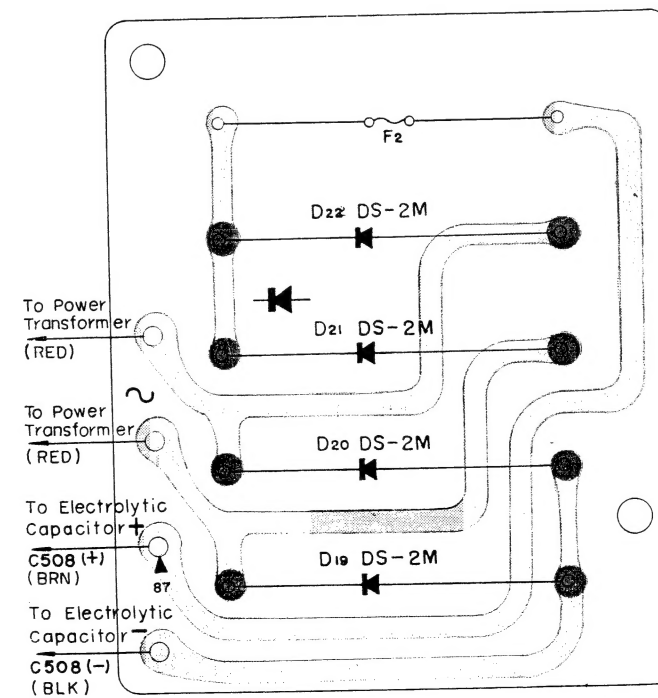 F2
D22 DS-2M
D21 DS-2M
To Power
Transformer
(RED)
~
To Power
Transformer
(RED)
D20 DS-2M
To Electrolytic
Capacitor +
C508 (+)
(BRN)
87
D19 DS-2M
To Electrolytic
Capacitor -
C508 (-)
(BLK)